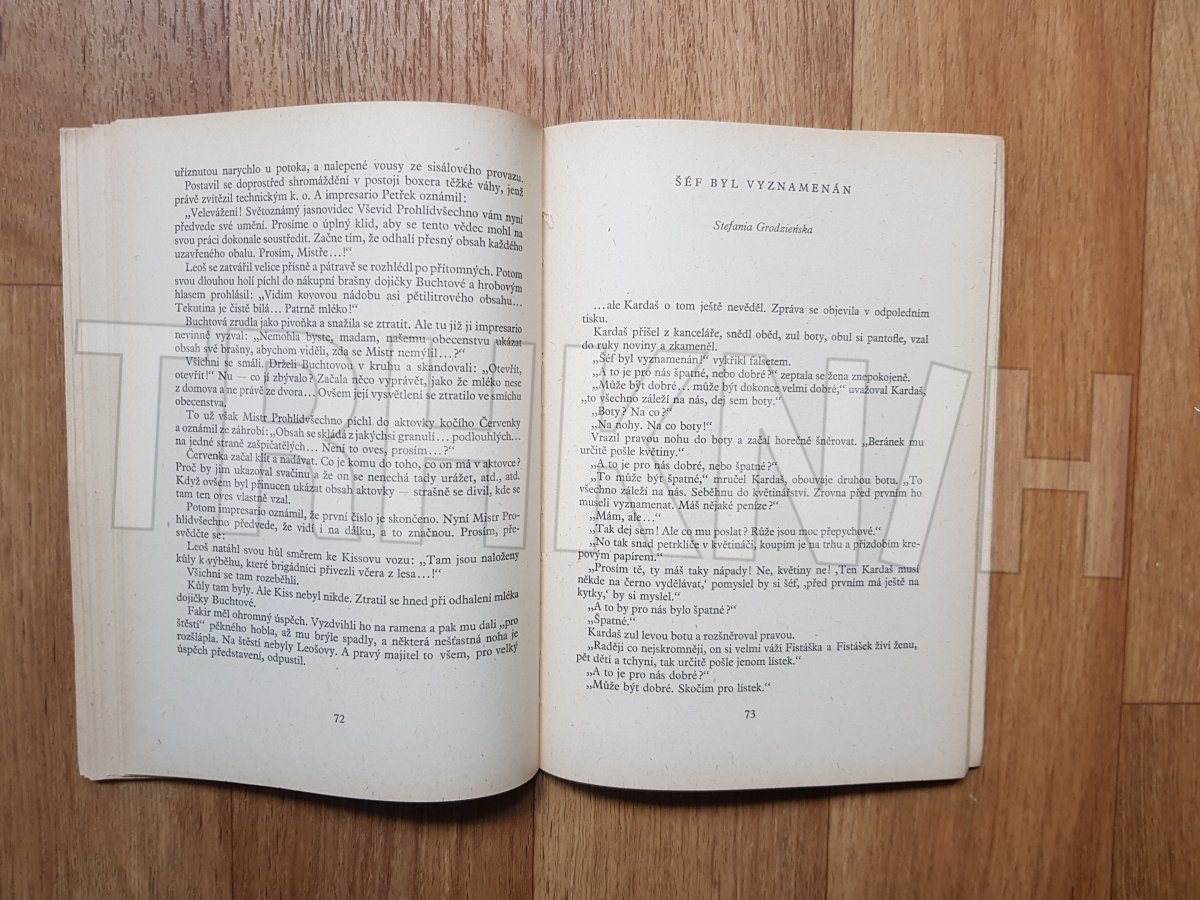 uříznutou narychlo u potoka, a nalepené vousy ze sisálového provazu.
Postavil se doprostřed shromáždění v postoji boxera těžké váhy, jenž
právě zvítězil technickým k. o. A impresario Petřek oznámil:
„Velevážení! Světoznámý jasnovidec Vševid Prohlídvšechno vám nyní
předvede své umění. Prosíme o úplný klid, aby se tento vědec mohl na
svou práci dokonale soustředit. Začne tím, že odhalí přesný obsah každého
uzavřeného obalu. Prosím, Mistře...!“
Leoš se zatvářil velice přísně a pátravě se rozhlédl po přítomných. Potom
svou dlouhou holí píchl do nákupní brašny dojičky Buchtové a hrobovým
hlasem prohlásil: „Vidím kovovou nádobu asi pětilitrového obsahu...
Tekutina je čistě bílá... Patrně mléko!“
Buchtová zrudla jako pivoňka a snažila se ztratit. Ale tu již ji impresario
nevinně vyzval: „Nemohla byste, madam, našemu obecenstvu ukázat
obsah své brašny, abychom viděli, zda se Mistr nemýlil...?“
Všichni se smáli. Drželi Buchtovou v kruhu a skandovali: „Otevřít,
otevřít!“ Nu — co jí zbývalo? Začala něco vyprávět, jako že mléko nese
z domova a ne právě ze dvora... Ovšem její vysvětlení se ztratilo ve smíchu
obecenstva.
To už však Mistr Prohlídvšechno píchl do aktovky kočího Červenky
a oznámil ze záhrobí: „Obsah se skládá z jakýchsi granulí... podlouhlých...
na jedné straně zašpičatělých... Není to oves, prosím...?“
Červenka začal klít a nadávat. Co je komu do toho, co on má v aktovce?
Proč by jim ukazoval svačinu a že on se nenechá tady urážet, atd., atd.
Když ovšem byl přinucen ukázat obsah aktovky — strašně se divil, kde se
tam ten oves vlastně vzal.
Potom impresario oznámil, že první číslo je skončeno. Nyní Mistr Pro-
hlídvšechno předvede, že vidí i na dálku, a to značnou. Prosím, pře-
svědčte se:
Leoš natáhl svou hůl směrem ke Kissovu vozu: „Tam jsou naloženy
kůly k výběhu, které brigádníci přivezli včera z lesa...!“
Všichni se tam rozeběhli.
Kůly tam byly. Ale Kiss nebyl nikde. Ztratil se hned při odhalení mléka
dojičky Buchtové.
Fakir měl ohromný úspěch. Vyzdvihli ho na ramena a pak mu dali „pro
štěstí“ pěkného hobla, až mu brýle spadly, a některá nešťastná noha je
rozšlápla. Na štěstí nebyly Leošovy. A pravý majitel to všem, pro velký
úspěch představení, odpustil.
72
ŠÉF BYL VYZNAMENÁN
Stefania Grodzieńska
...ale Kardaš o tom ještě nevěděl. Zpráva se objevila v odpoledním
tisku.
Kardaš přišel z kanceláře, snědl oběd, zul boty, obul si pantofle, vzal
do ruky noviny a zkameněl.
„Šéf byl vyznamenán!“ vykřikl falsetem.
„A to je pro nás špatné, nebo dobré?“ zeptala se žena znepokojeně.
„Může být dobré... může být dokonce velmi dobré,“ uvažoval Kardaš,
„to všechno záleží na nás, dej sem boty.“
„Boty? Na co?“
„Na nohy. Na co boty!“
Vrazil pravou nohu do boty a začal horečně šněrovat. „Beránek mu
určitě pošle květiny.“
„A to je pro nás dobré, nebo špatné?“
„To může být špatné,“ mručel Kardaš, obouvaje druhou botu. „To
všechno záleží na nás. Seběhnu do květinářství. Zrovna před prvním ho
museli vyznamenat. Máš nějaké peníze?“
„Mám, ale...“
„Tak dej sem! Ale co mu poslat? Růže jsou moc přepychové.“
„No tak snad petrklíče v květináči, koupím je na trhu a přizdobím kre-
povým papírem.“
„Prosím tě, ty máš taky nápady! Ne, květiny ne! ‚Ten Kardaš musí
někde na černo vydělávat,‘ pomyslel by si šéf, ‚před prvním má ještě na
kytky,‘ by si myslel.“
„A to by pro nás bylo špatné?“
„Špatné.“
Kardaš zul levou botu a rozšněroval pravou.
„Raději co nejskromněji, on si velmi váží Fistáška a Fistášek živí ženu,
pět dětí a tchyni, tak určitě pošle jenom lístek.“
„A to je pro nás dobré?“
„Může být dobré. Skočím pro lístek.“
73
TRHKNIH